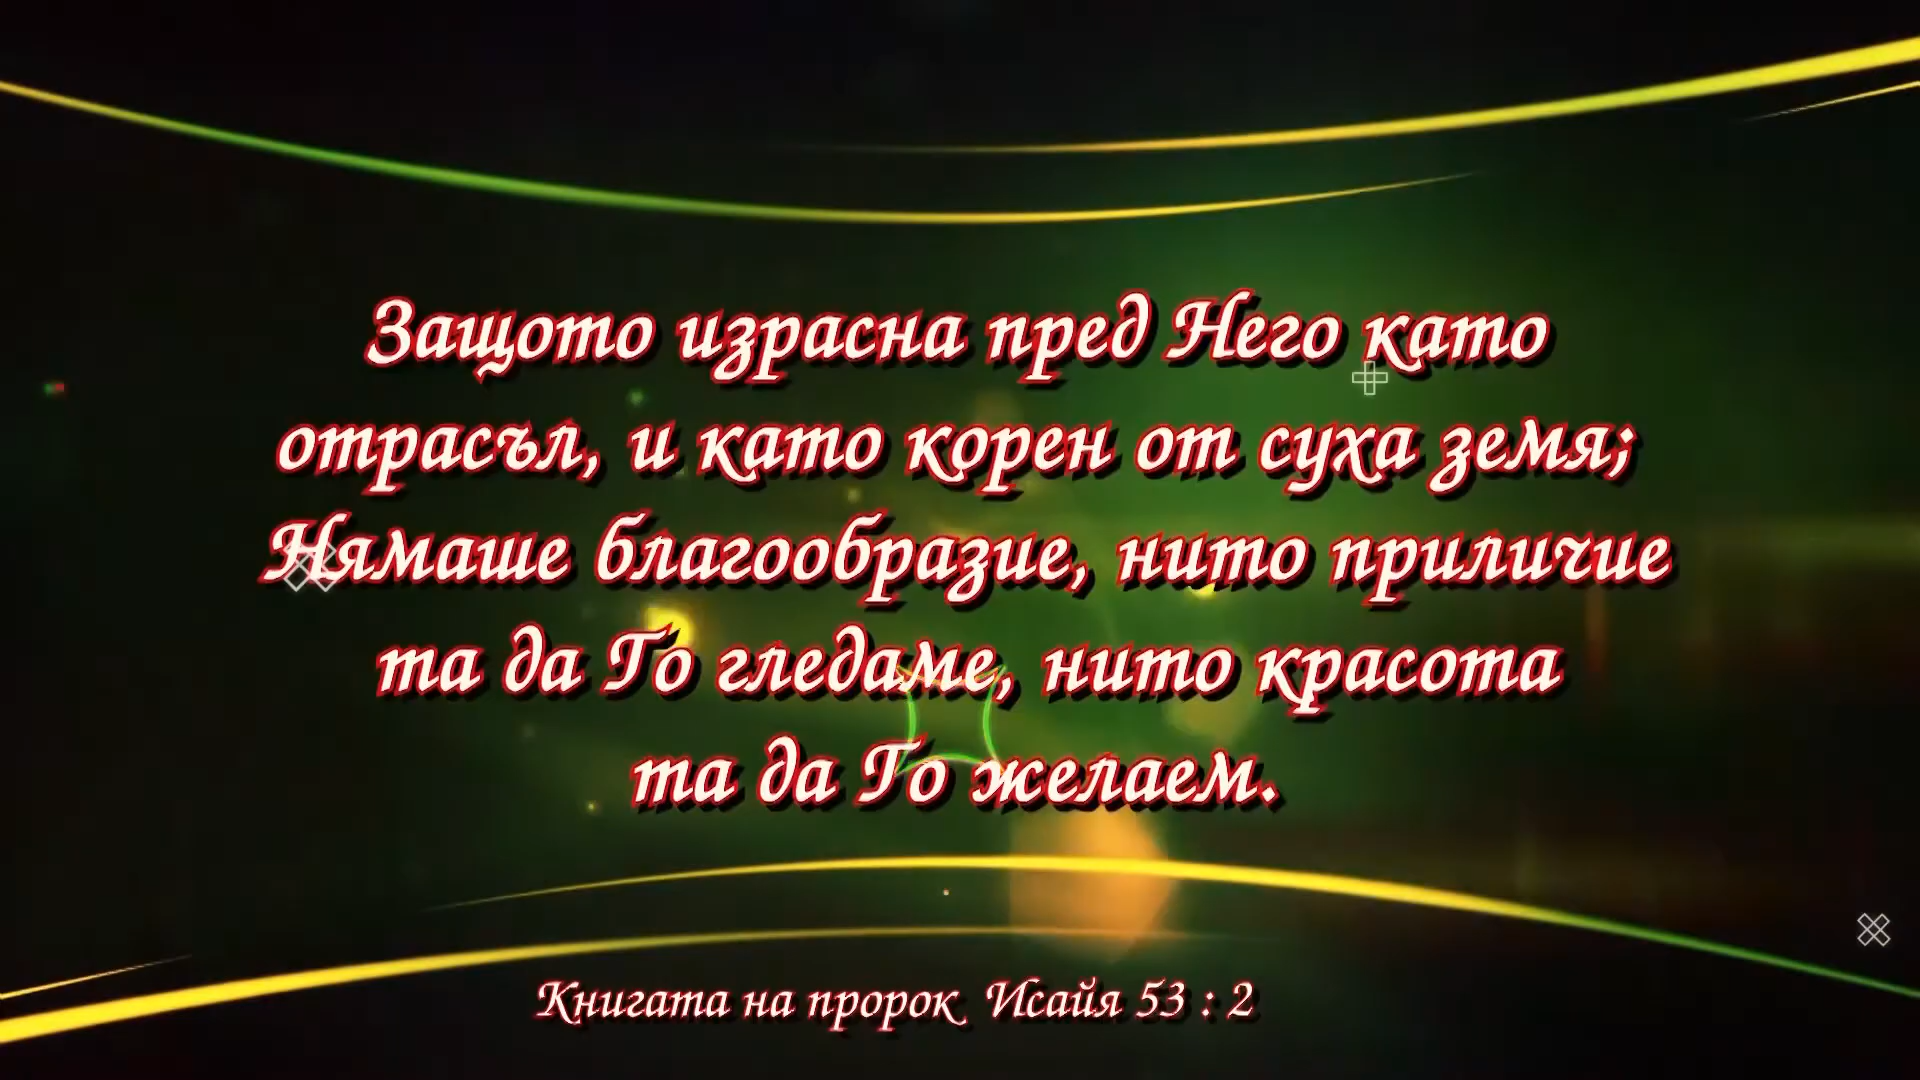 Защото израсна пред Него като
отрасъл, и като корен от суха земя;
Нямаше благообразие, нито приличие
та да Го гледаме, нито красота
та да Го желаем.
Книгата на пророк Исайя 53 : 2